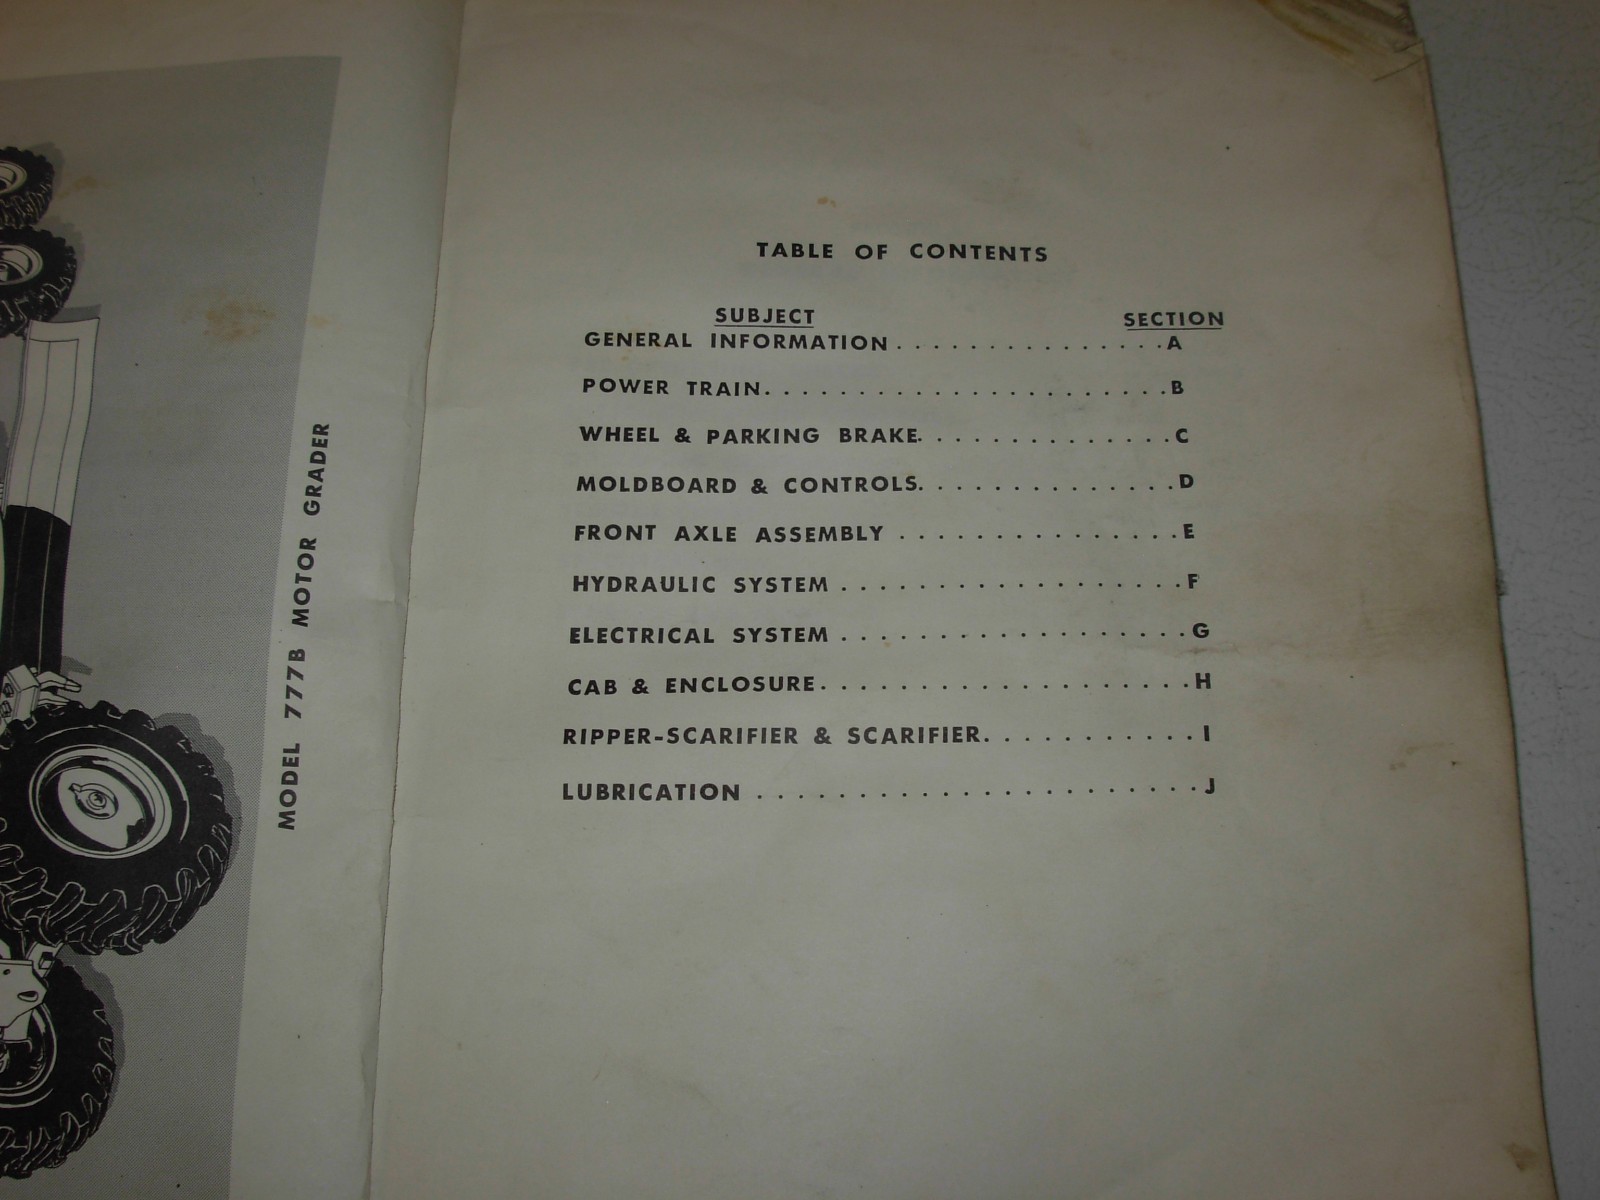 MODEL 777B MOTOR GRADER
TABLE OF CONTENTS
SUBJECT SECTION
GENERAL INFORMATION . . . . . . . . . . . . . . . A
POWER TRAIN. . . . . . . . . . . . . . . . . . . . . . B
WHEEL & PARKING BRAKE. . . . . . . . . . . . . . C
MOLDBOARD & CONTROLS. . . . . . . . . . . . . . D
FRONT AXLE ASSEMBLY . . . . . . . . . . . . . . . E
HYDRAULIC SYSTEM . . . . . . . . . . . . . . . . . . F
ELECTRICAL SYSTEM . . . . . . . . . . . . . . . . . . G
CAB & ENCLOSURE. . . . . . . . . . . . . . . . . . . H
RIPPER-SCARIFIER & SCARIFIER. . . . . . . . . . . I
LUBRICATION . . . . . . . . . . . . . . . . . . . . . . J